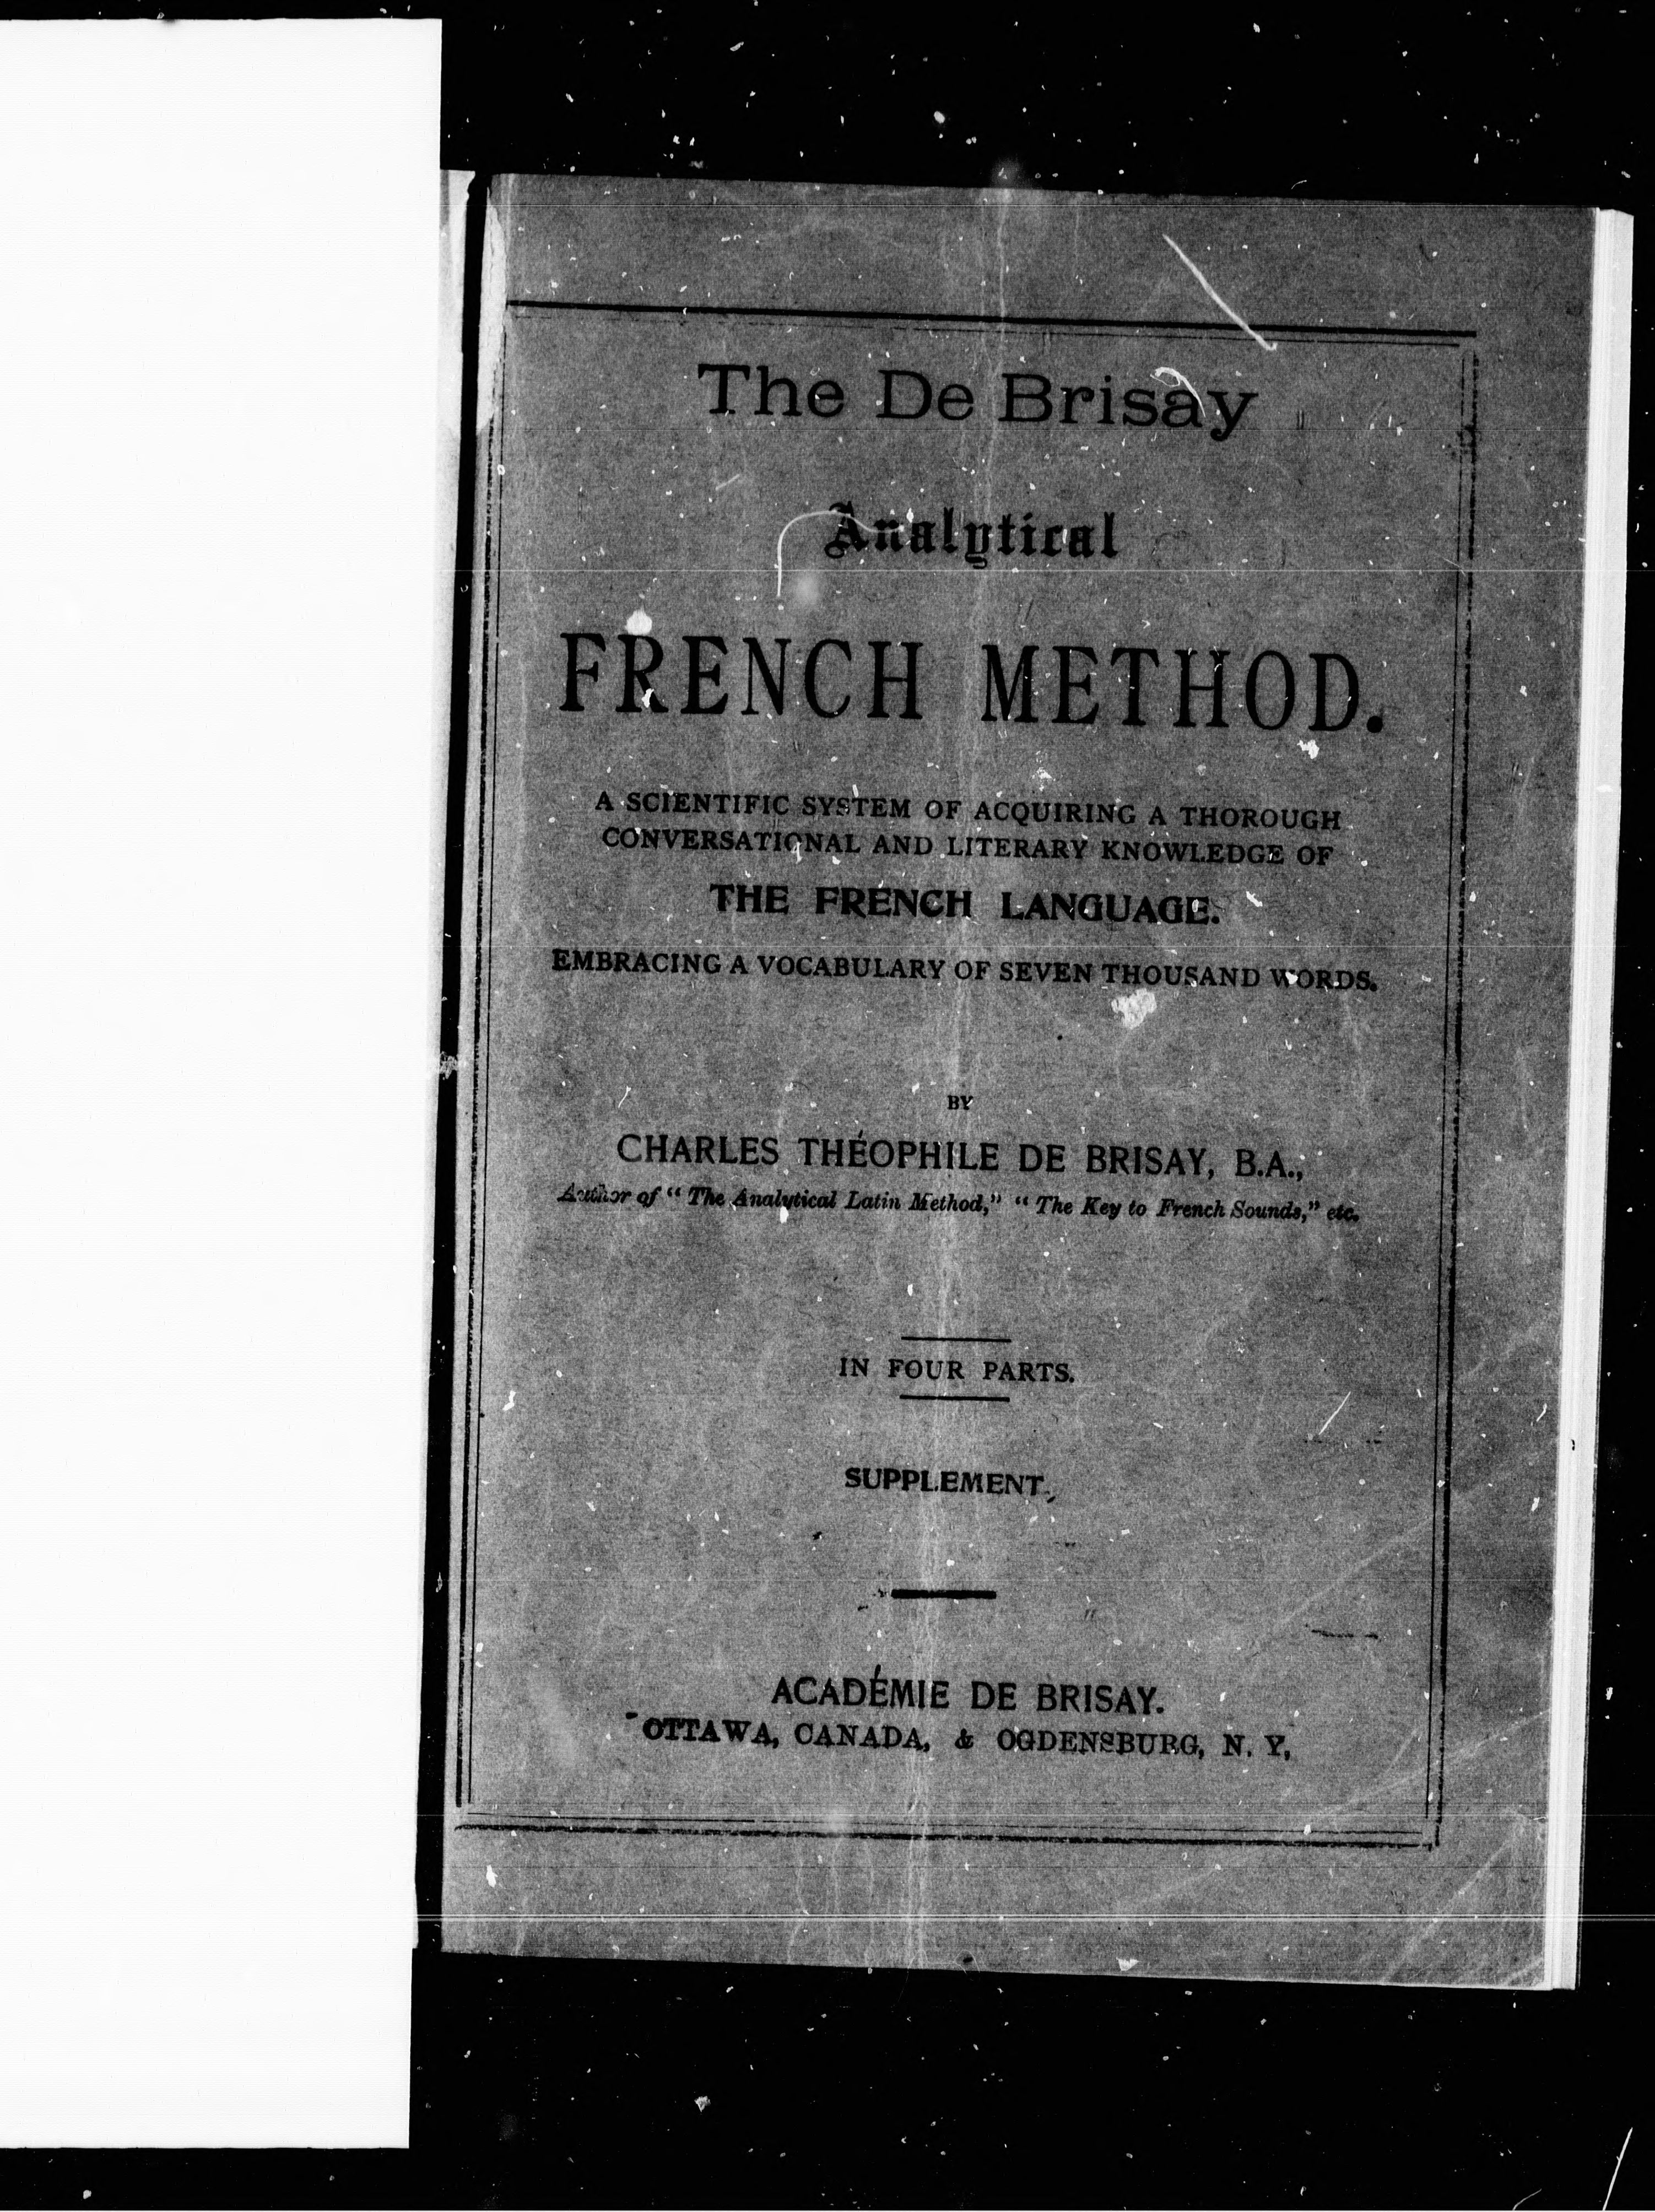 The De Brisay
Analytical
FRENCH METHOD.
A SCIENTIFIC SYSTEM OF ACQUIRING A THOROUGH
CONVERSATIONAL AND LITERARY KNOWLEDGE OF
THE FRENCH LANGUAGE.
EMBRACING A VOCABULARY OF SEVEN THOUSAND WORDS.
BY
CHARLES THÉOPHILE DE BRISAY, B.A.,
Author of “The Analytical Latin Method,” “The Key to French Sounds,” etc.
IN FOUR PARTS.
SUPPLEMENT.
ACADÉMIE DE BRISAY.
OTTAWA, CANADA, & OGDENSBURG, N. Y,